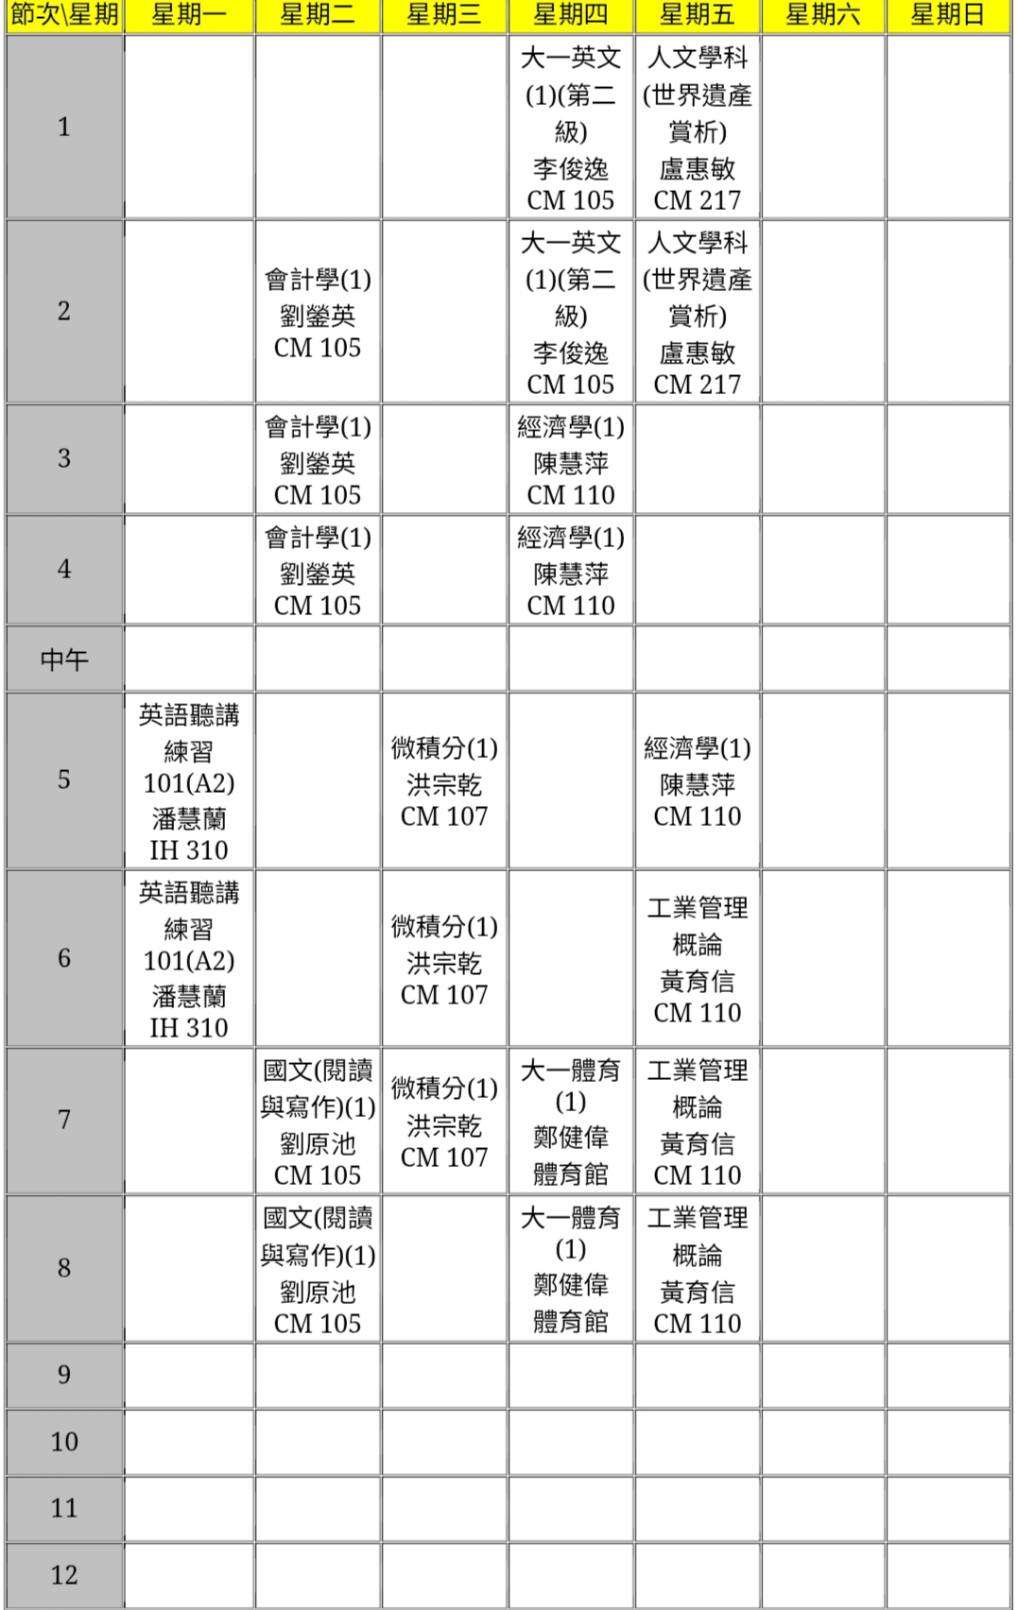 節次\星期 星期一 星期二 星期三 星期四 星期五 星期六 星期日
1
大一英文
(1)(第二
級)
李俊逸
CM 105
人文學科
(世界遺產
賞析)
盧惠敏
CM 217
2
會計學(1)
劉鎣英
CM 105
大一英文
(1)(第二
級)
李俊逸
CM 105
人文學科
(世界遺產
賞析)
盧惠敏
CM 217
3
會計學(1)
劉鎣英
CM 105
經濟學(1)
陳慧萍
CM 110
4
會計學(1)
劉鎣英
CM 105
經濟學(1)
陳慧萍
CM 110
中午
5
英語聽講
練習
101(A2)
潘慧蘭
IH 310
微積分(1)
洪宗乾
CM 107
經濟學(1)
陳慧萍
CM 110
6
英語聽講
練習
101(A2)
潘慧蘭
IH 310
微積分(1)
洪宗乾
CM 107
工業管理
概論
黃育信
CM 110
7
國文(閱讀
與寫作)(1)
劉原池
CM 105
微積分(1)
洪宗乾
CM 107
大一體育
(1)
鄭健偉
體育館
工業管理
概論
黃育信
CM 110
8
國文(閱讀
與寫作)(1)
劉原池
CM 105
大一體育
(1)
鄭健偉
體育館
工業管理
概論
黃育信
CM 110
9
10
11
12